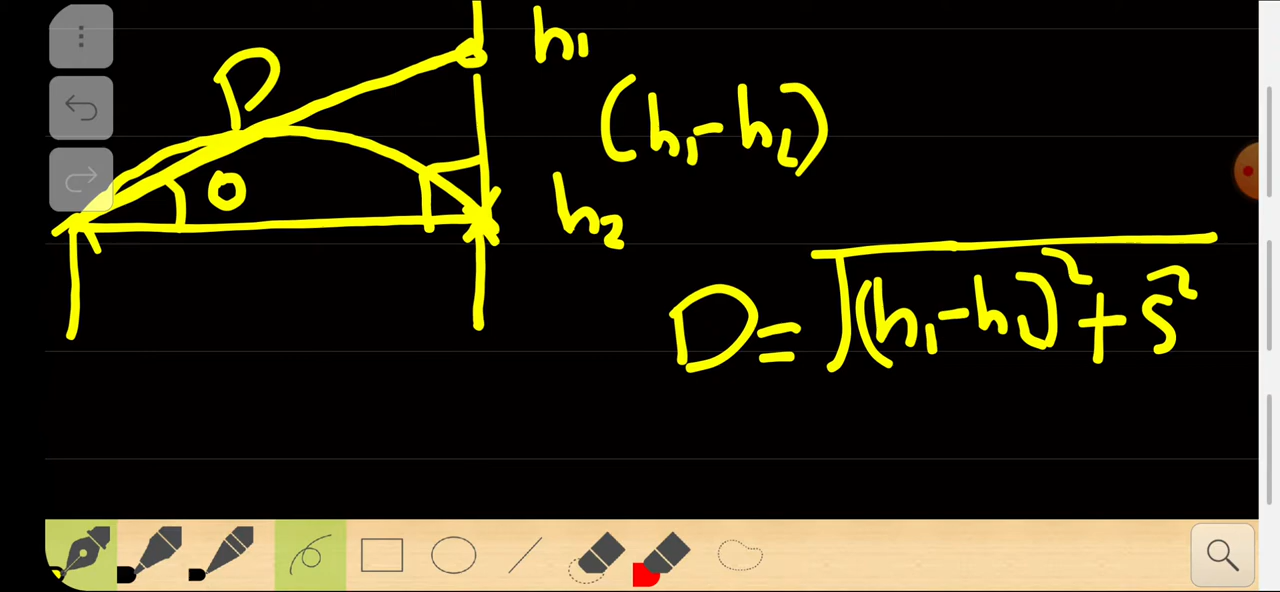 h₁
D
(h₁-h₂)
θ
h₂
D = √(h₁-h₂)² + S²